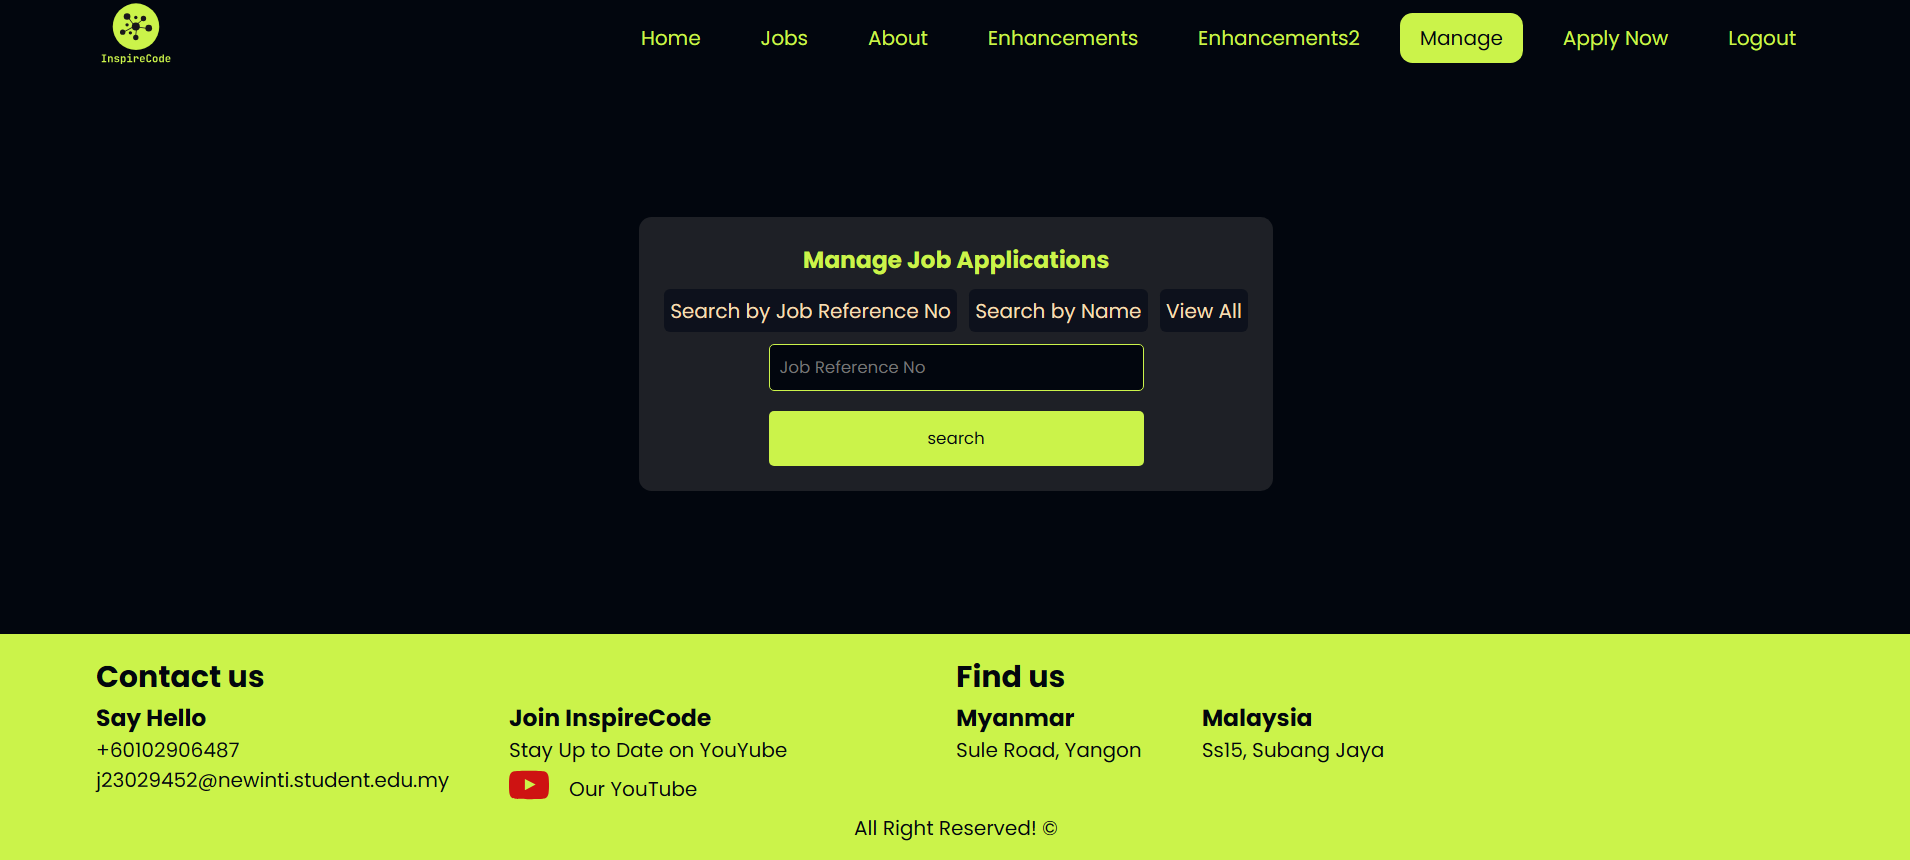 InspireCode
Home Jobs About Enhancements Enhancements2 Manage Apply Now Logout
Manage Job Applications
Search by Job Reference No Search by Name View All
Job Reference No
search
Contact us
Say Hello
+60102906487
j23029452@newinti.student.edu.my
Join InspireCode
Stay Up to Date on YouYube
Our YouTube
Find us
Myanmar
Sule Road, Yangon
Malaysia
Ss15, Subang Jaya
All Right Reserved! ©